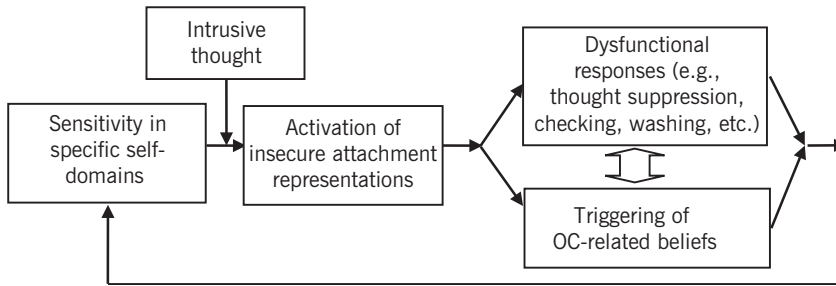 Intrusive
thought
Sensitivity in
specific self-
domains
Activation of
insecure attachment
representations
Dysfunctional
responses (e.g.,
thought suppression,
checking, washing, etc.)
Triggering of
OC-related beliefs